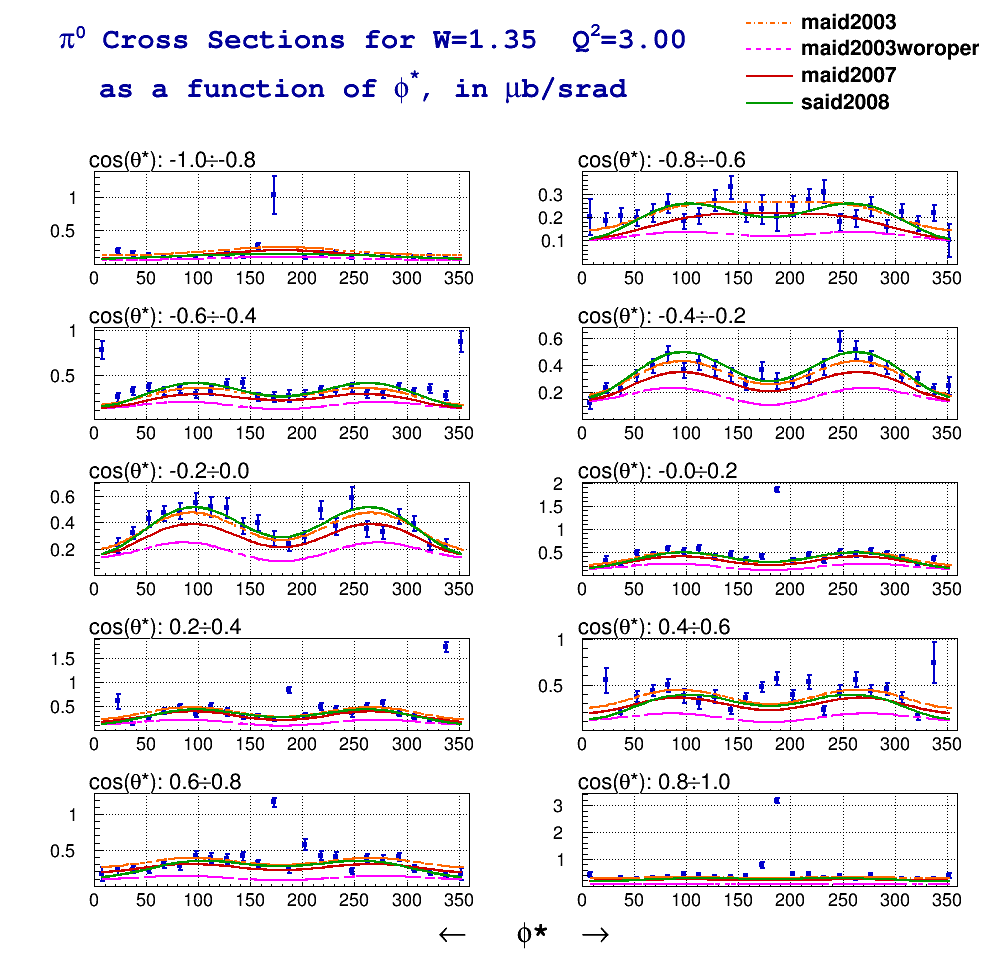 π⁰ Cross Sections for W=1.35 Q²=3.00
as a function of ϕ*, in μb/srad
maid2003
maid2003woroper
maid2007
said2008
cos(θ*): -1.0÷-0.8
1
0.5
0 50 100 150 200 250 300 350
cos(θ*): -0.8÷-0.6
0.3
0.2
0.1
0 50 100 150 200 250 300 350
cos(θ*): -0.6÷-0.4
1
0.5
0 50 100 150 200 250 300 350
cos(θ*): -0.4÷-0.2
0.6
0.4
0.2
0 50 100 150 200 250 300 350
cos(θ*): -0.2÷0.0
0.6
0.4
0.2
0 50 100 150 200 250 300 350
cos(θ*): -0.0÷0.2
2
1.5
1
0.5
0 50 100 150 200 250 300 350
cos(θ*): 0.2÷0.4
1.5
1
0.5
0 50 100 150 200 250 300 350
cos(θ*): 0.4÷0.6
1
0.5
0 50 100 150 200 250 300 350
cos(θ*): 0.6÷0.8
1
0.5
0 50 100 150 200 250 300 350
cos(θ*): 0.8÷1.0
3
2
1
0 50 100 150 200 250 300 350
← ϕ* →